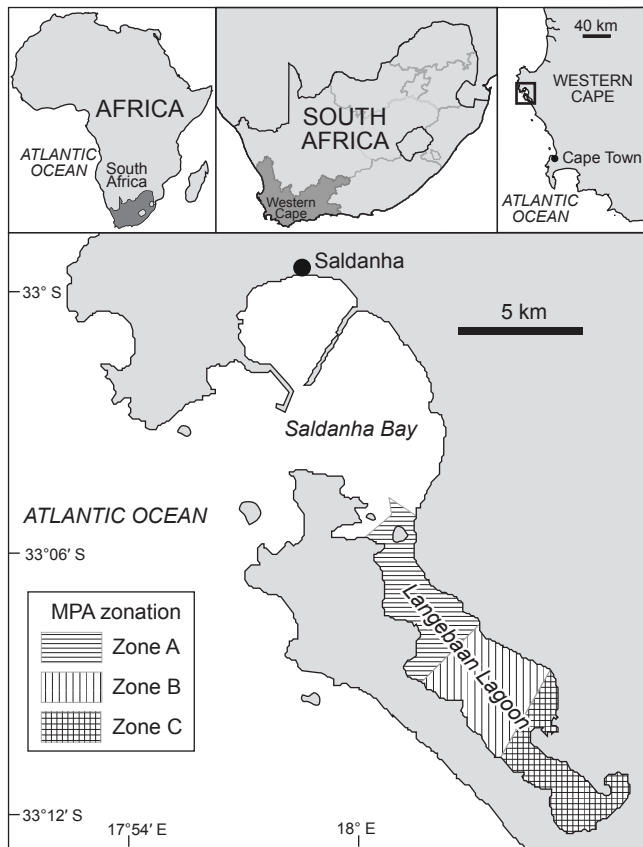 AFRICA
ATLANTIC
OCEAN
South
Africa
SOUTH
AFRICA
Western
Cape
40 km
WESTERN
CAPE
Cape Town
ATLANTIC
OCEAN
Saldanha
33° S
5 km
Saldanha Bay
ATLANTIC OCEAN
33°06′ S
Langebaan Lagoon
MPA zonation
Zone A
Zone B
Zone C
33°12′ S
17°54′ E
18° E